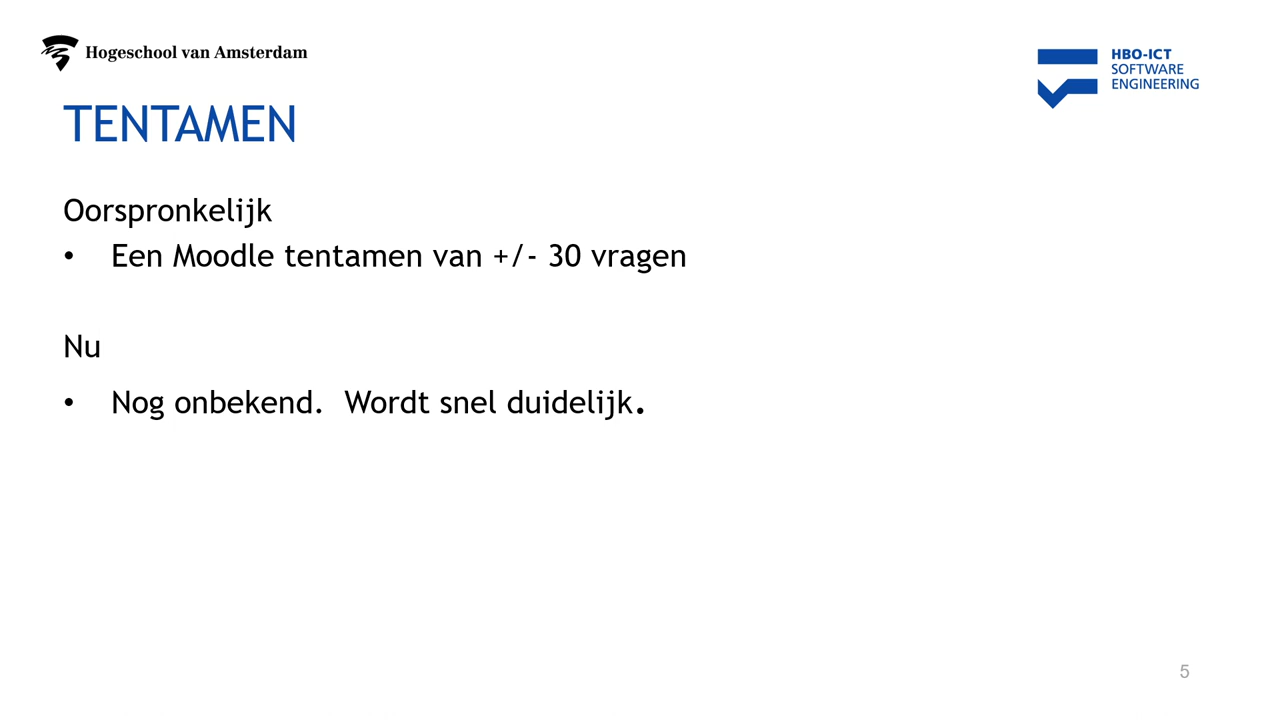 Hogeschool van Amsterdam
HBO-ICT
SOFTWARE
ENGINEERING
TENTAMEN
Oorspronkelijk
• Een Moodle tentamen van +/- 30 vragen
Nu
• Nog onbekend.  Wordt snel duidelijk.
5